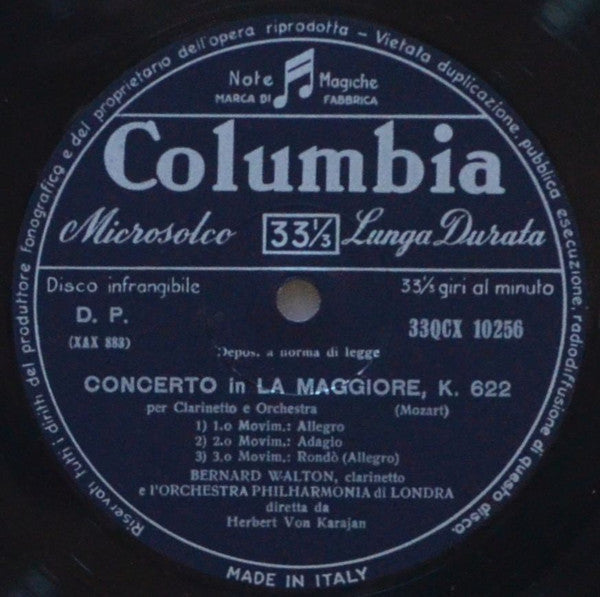 Riservati tutti i diritti del produttore fonografico e del proprietario dell'opera riprodotta - Vietata duplicazione, pubblica esecuzione, radiodiffusione di questo disco.
Note Magiche
MARCA DI FABBRICA
Columbia
Microsolco 33⅓ Lunga Durata
Disco infrangibile 33⅓ giri al minuto
D. P. 33QCX 10256
(XAX 883)
Depos. a norma di legge
CONCERTO in LA MAGGIORE, K. 622
per Clarinetto e Orchestra (Mozart)
1) 1.o Movim.: Allegro
2) 2.o Movim.: Adagio
3) 3.o Movim.: Rondò (Allegro)
BERNARD WALTON, clarinetto
e l'ORCHESTRA PHILHARMONIA di LONDRA
diretta da
Herbert Von Karajan
MADE IN ITALY